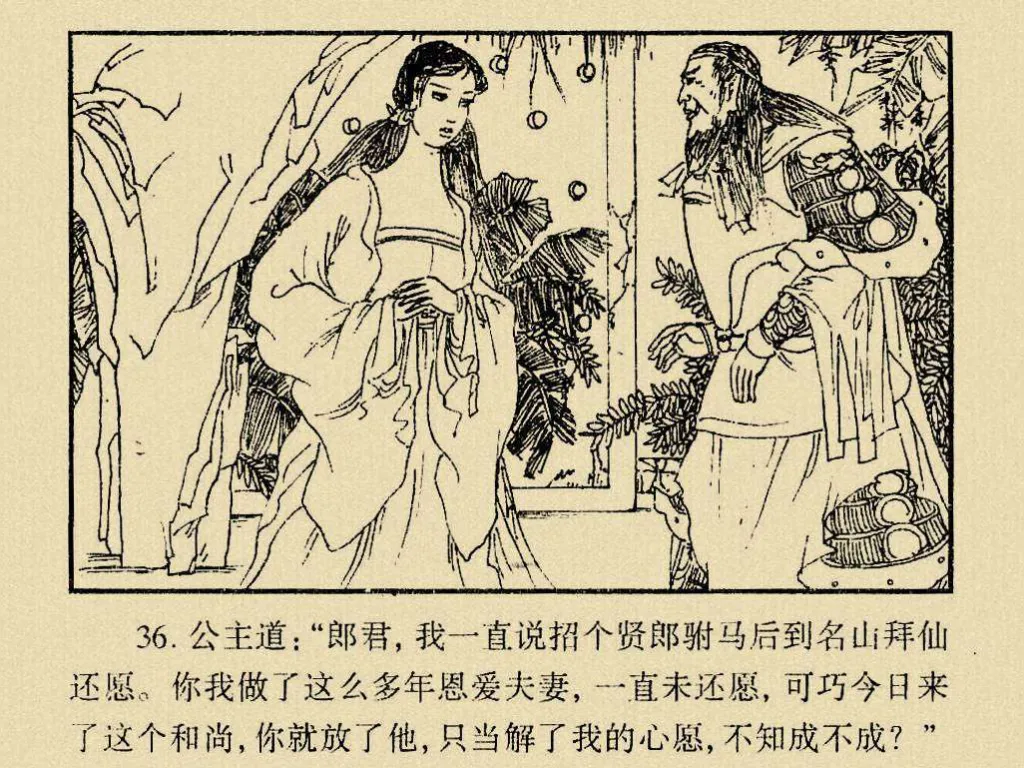 36. 公主道：“郎君，我一直说招个贤郎驸马后到名山拜仙
还愿。你我做了这么多年恩爱夫妻，一直未还愿，可巧今日来
了这个和尚，你就放了他，只当解了我的心愿，不知成不成？”